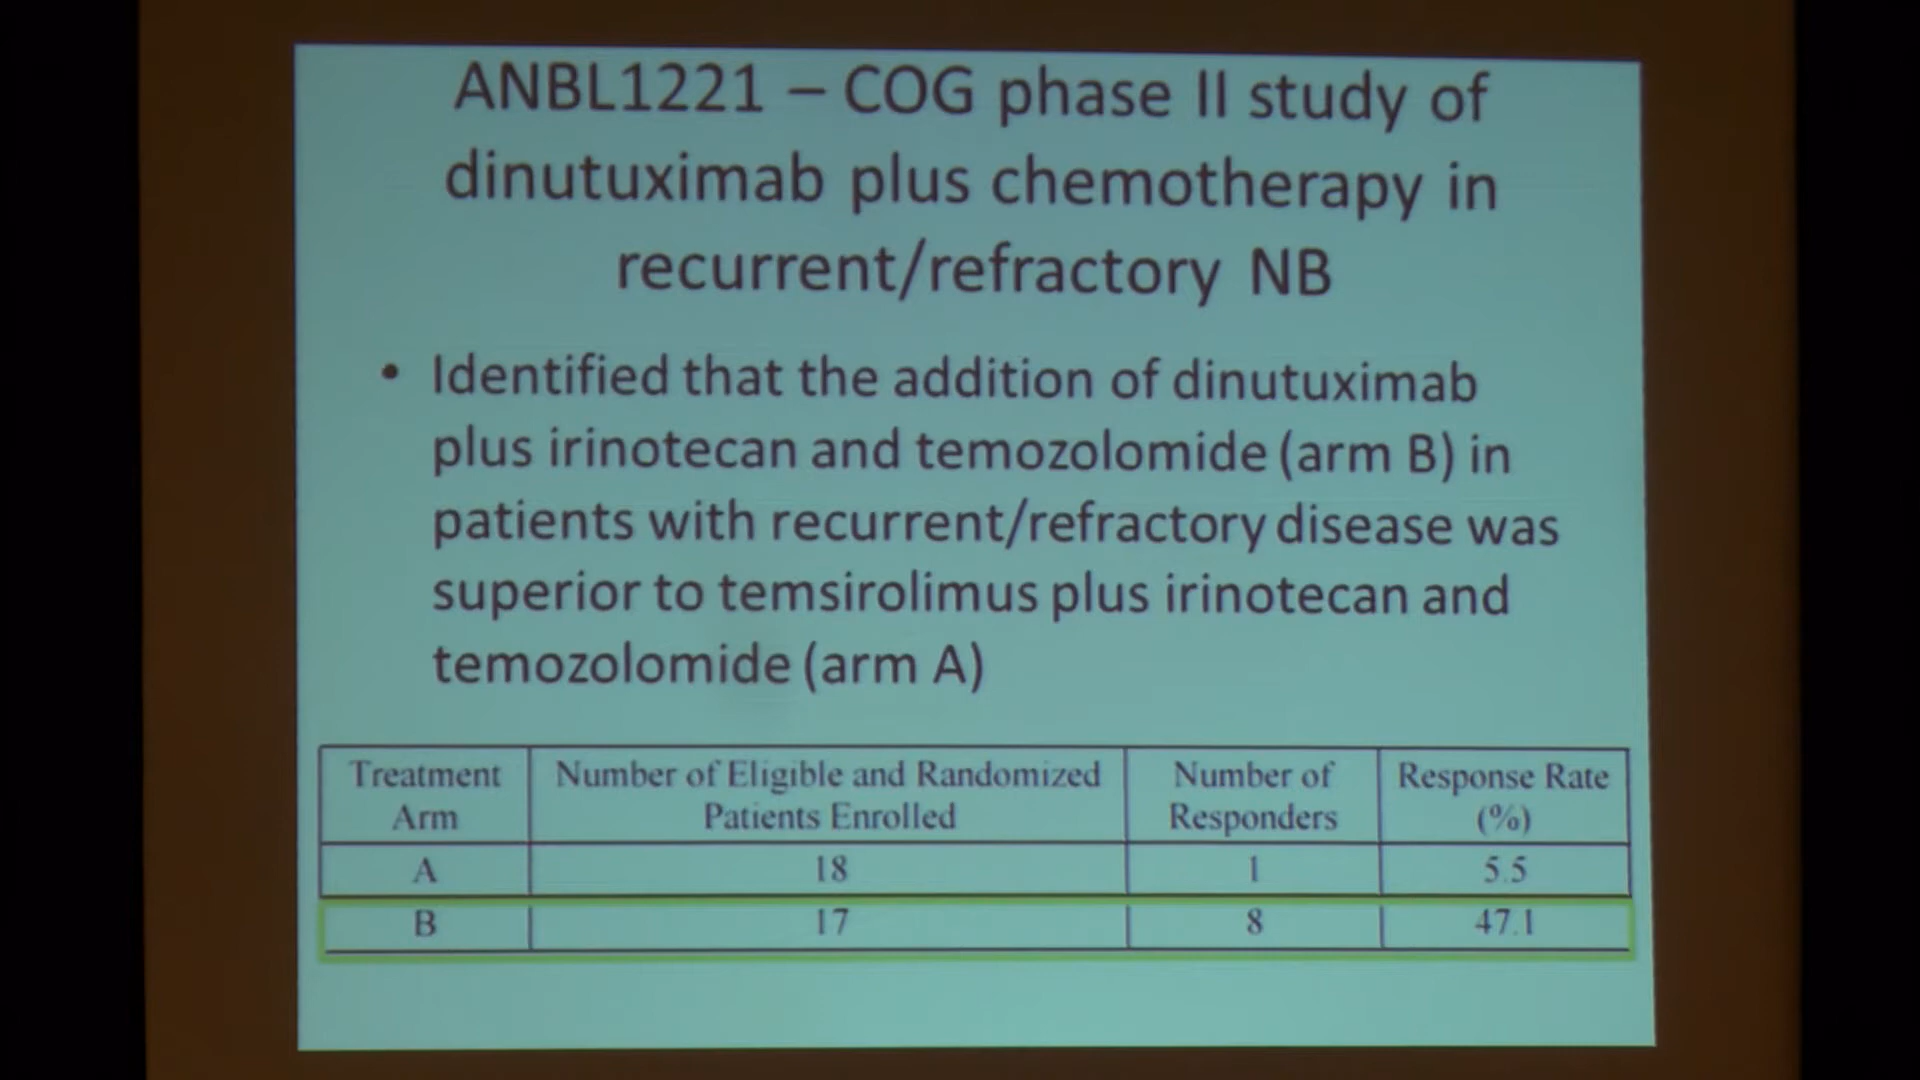 ANBL1221 – COG phase II study of
dinutuximab plus chemotherapy in
recurrent/refractory NB
• Identified that the addition of dinutuximab
plus irinotecan and temozolomide (arm B) in
patients with recurrent/refractory disease was
superior to temsirolimus plus irinotecan and
temozolomide (arm A)
Treatment Arm Number of Eligible and Randomized Patients Enrolled Number of Responders Response Rate (%)
A 18 1 5.5
B 17 8 47.1